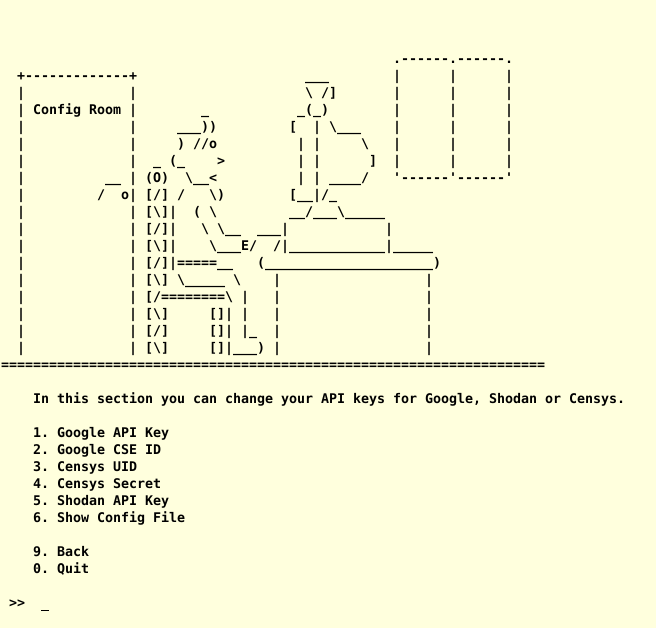 Config Room
In this section you can change your API keys for Google, Shodan or Censys.
1. Google API Key
2. Google CSE ID
3. Censys UID
4. Censys Secret
5. Shodan API Key
6. Show Config File
9. Back
0. Quit
>> _